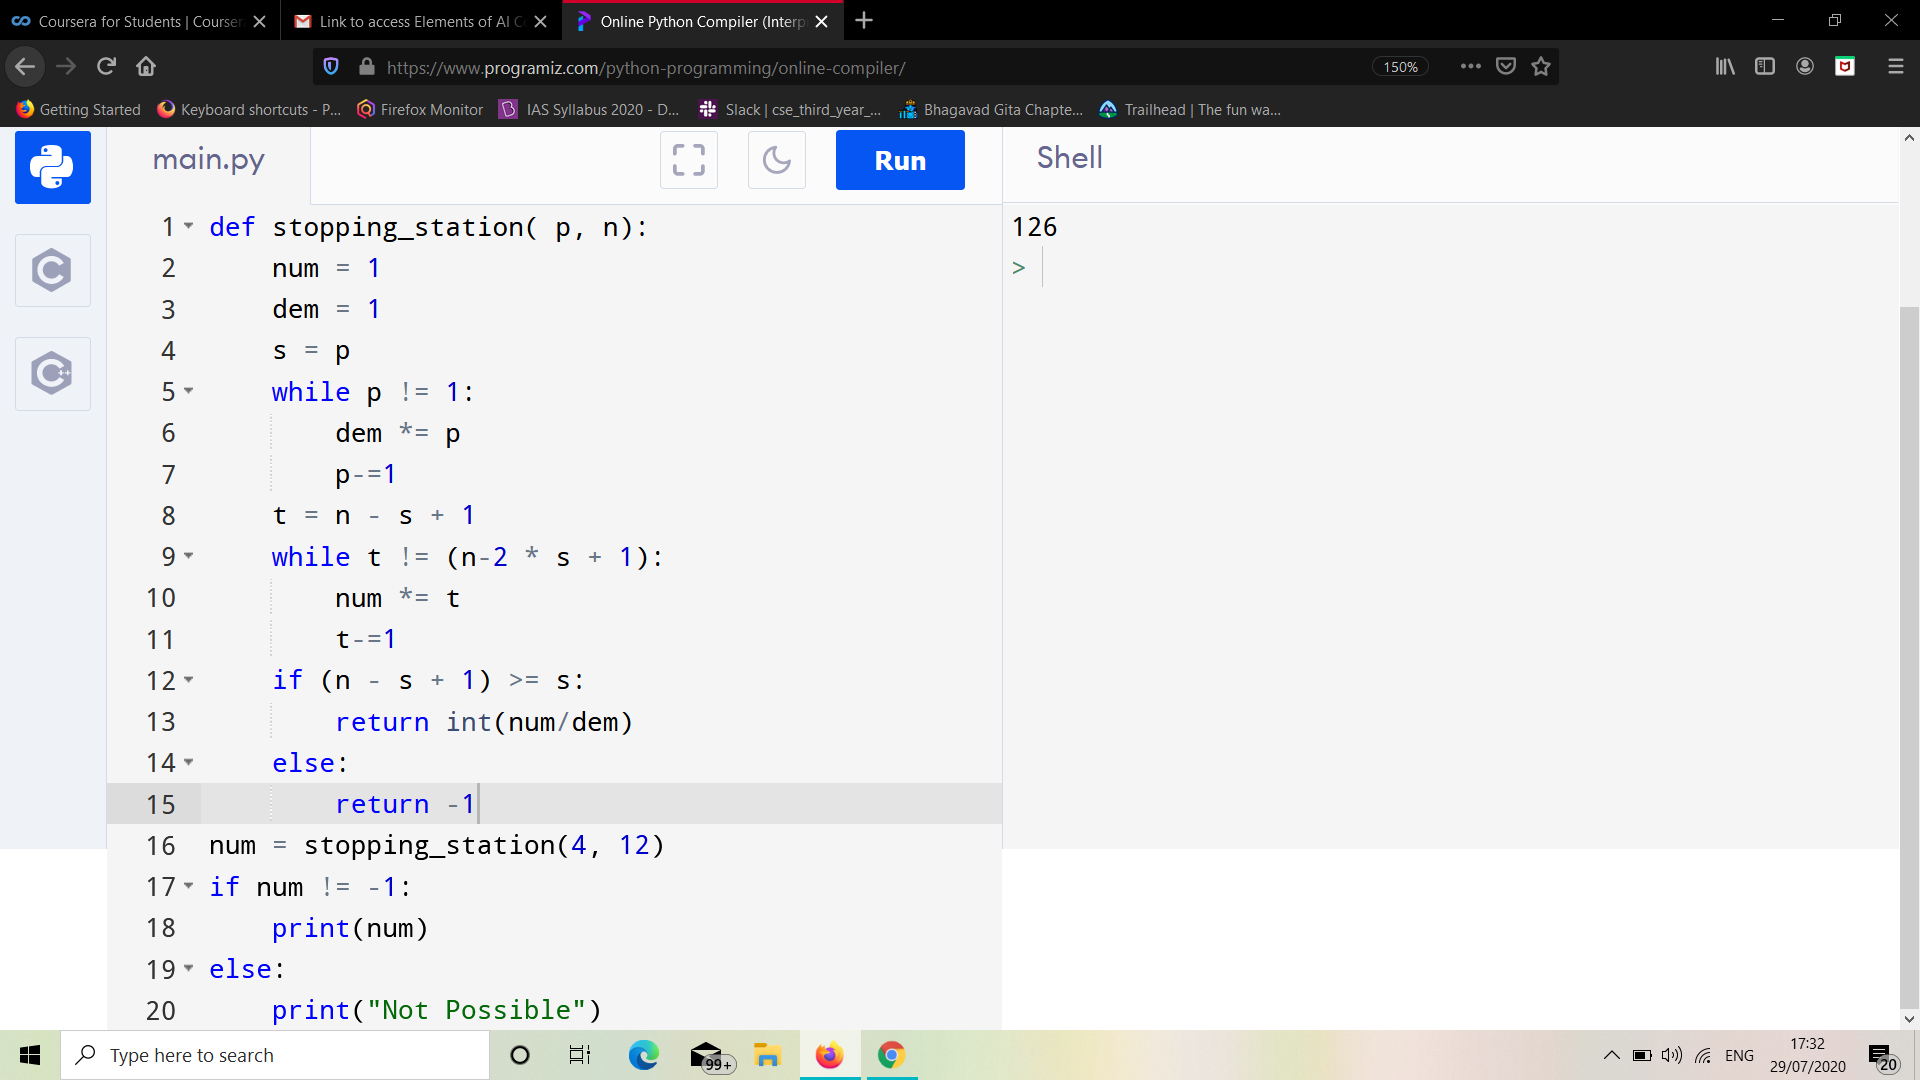 Coursera for Students | Courser
Link to access Elements of AI C
Online Python Compiler (Interp
https://www.programiz.com/python-programming/online-compiler/
150%
Getting Started
Keyboard shortcuts - P...
Firefox Monitor
IAS Syllabus 2020 - D...
Slack | cse_third_year_...
Bhagavad Gita Chapte...
Trailhead | The fun wa...
main.py
Run
Shell
1 def stopping_station( p, n):
2     num = 1
3     dem = 1
4     s = p
5     while p != 1:
6         dem *= p
7         p-=1
8     t = n - s + 1
9     while t != (n-2 * s + 1):
10         num *= t
11         t-=1
12     if (n - s + 1) >= s:
13         return int(num/dem)
14     else:
15         return -1
16 num = stopping_station(4, 12)
17 if num != -1:
18     print(num)
19 else:
20     print("Not Possible")
126
>
C
C++
Type here to search
99+
ENG
17:32
29/07/2020
20